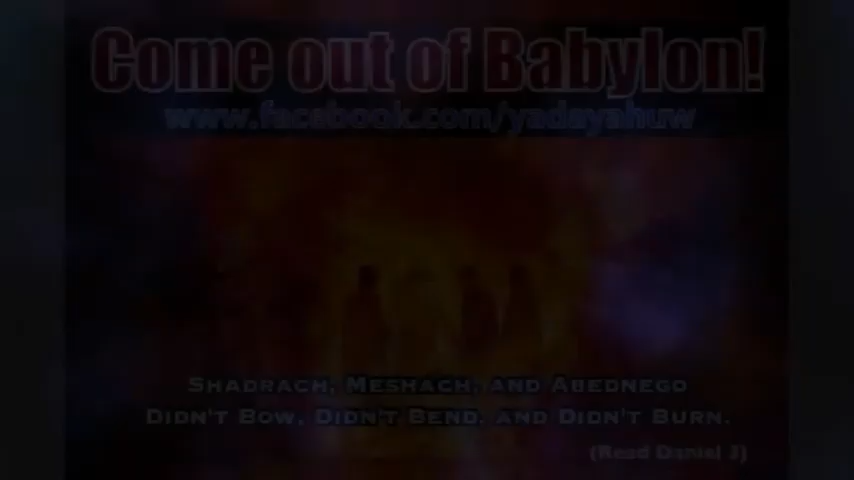 Come out of Babylon!
www.facebook.com/yadayahuw
Shadrach, Meshach, and Abednego
Didn't Bow, Didn't Bend, and Didn't Burn.
(Read Daniel 3)